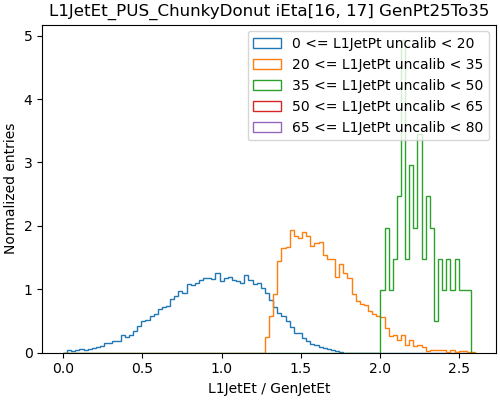 L1JetEt_PUS_ChunkyDonut iEta[16, 17] GenPt25To35
0 <= L1JetPt uncalib < 20
20 <= L1JetPt uncalib < 35
35 <= L1JetPt uncalib < 50
50 <= L1JetPt uncalib < 65
65 <= L1JetPt uncalib < 80
Normalized entries
5
4
3
2
1
0
0.0 0.5 1.0 1.5 2.0 2.5
L1JetEt / GenJetEt